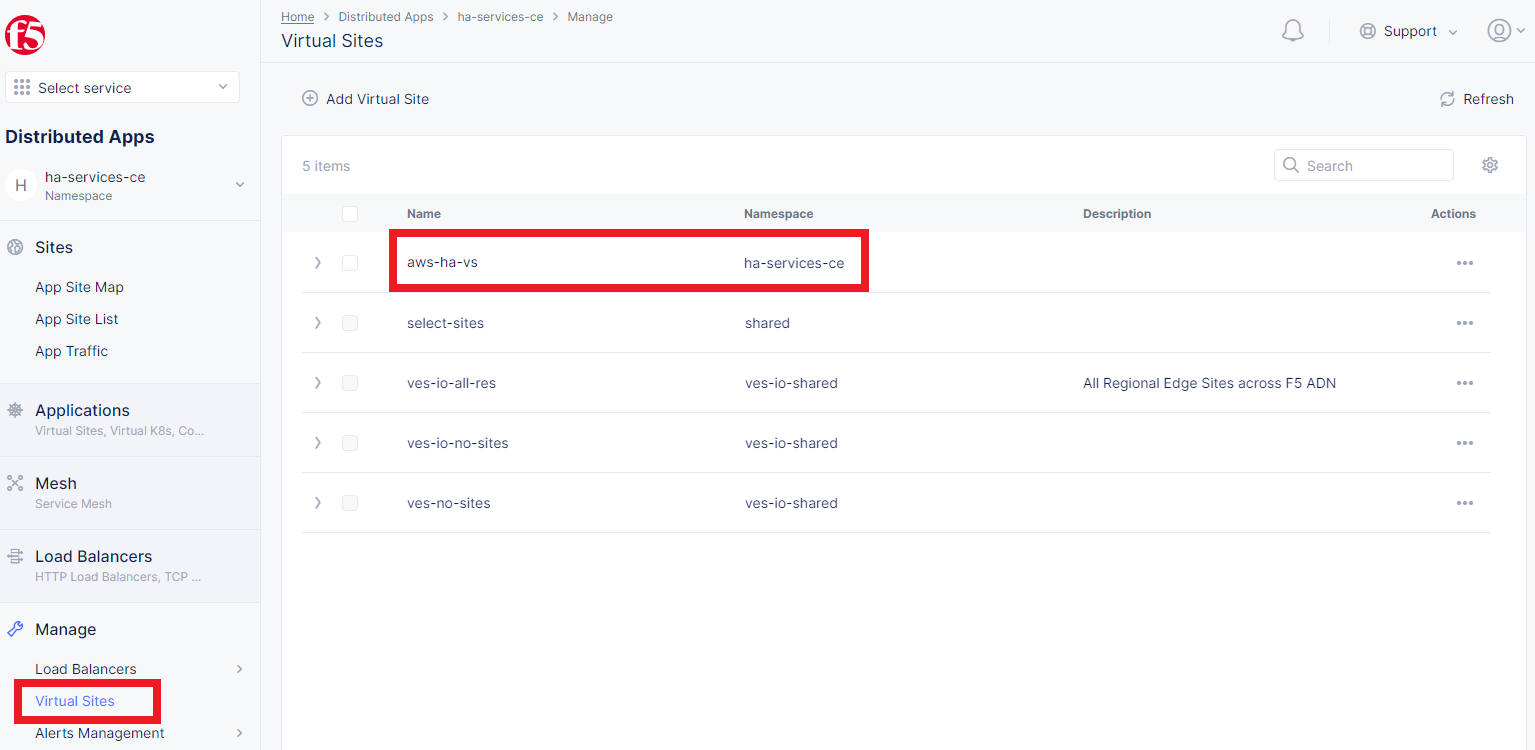 f5
Select service
Distributed Apps
H
ha-services-ce
Namespace
Sites
App Site Map
App Site List
App Traffic
Applications
Virtual Sites, Virtual K8s, Co...
Mesh
Service Mesh
Load Balancers
HTTP Load Balancers, TCP ...
Manage
Load Balancers
Virtual Sites
Alerts Management
Home > Distributed Apps > ha-services-ce > Manage
Virtual Sites
Support
Add Virtual Site
Refresh
5 items
Search
Name Namespace Description Actions
aws-ha-vs ha-services-ce
select-sites shared
ves-io-all-res ves-io-shared All Regional Edge Sites across F5 ADN
ves-io-no-sites ves-io-shared
ves-no-sites ves-io-shared